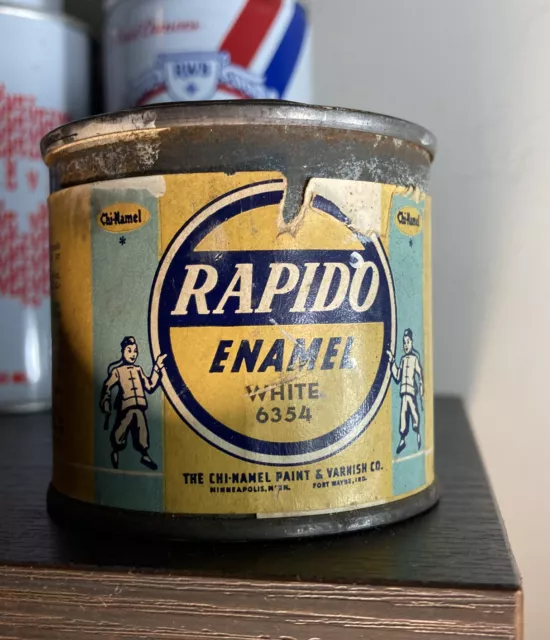 Chi-Namel
*
Chi-Namel
*
RAPIDO
ENAMEL
WHITE
6354
THE CHI-NAMEL PAINT & VARNISH CO.
MINNEAPOLIS, MINN. FORT WAYNE, IND.